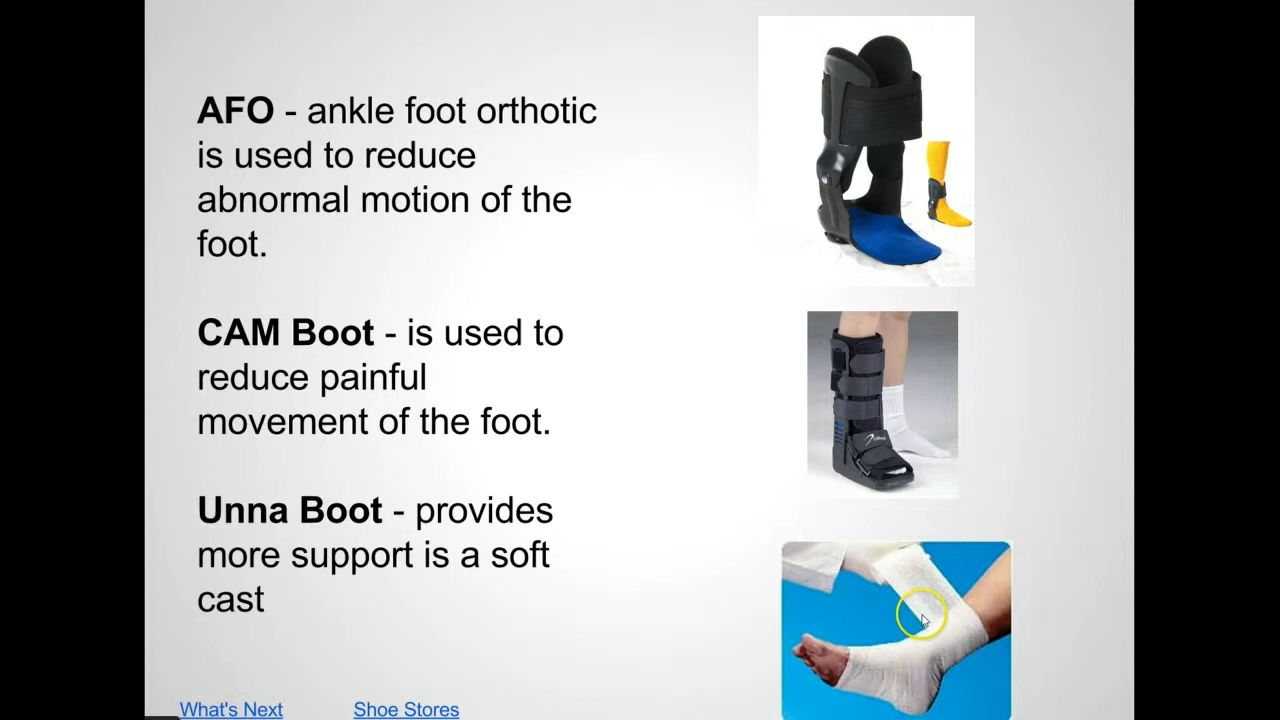 AFO - ankle foot orthotic
is used to reduce
abnormal motion of the
foot.
CAM Boot - is used to
reduce painful
movement of the foot.
Unna Boot - provides
more support is a soft
cast
What's Next
Shoe Stores